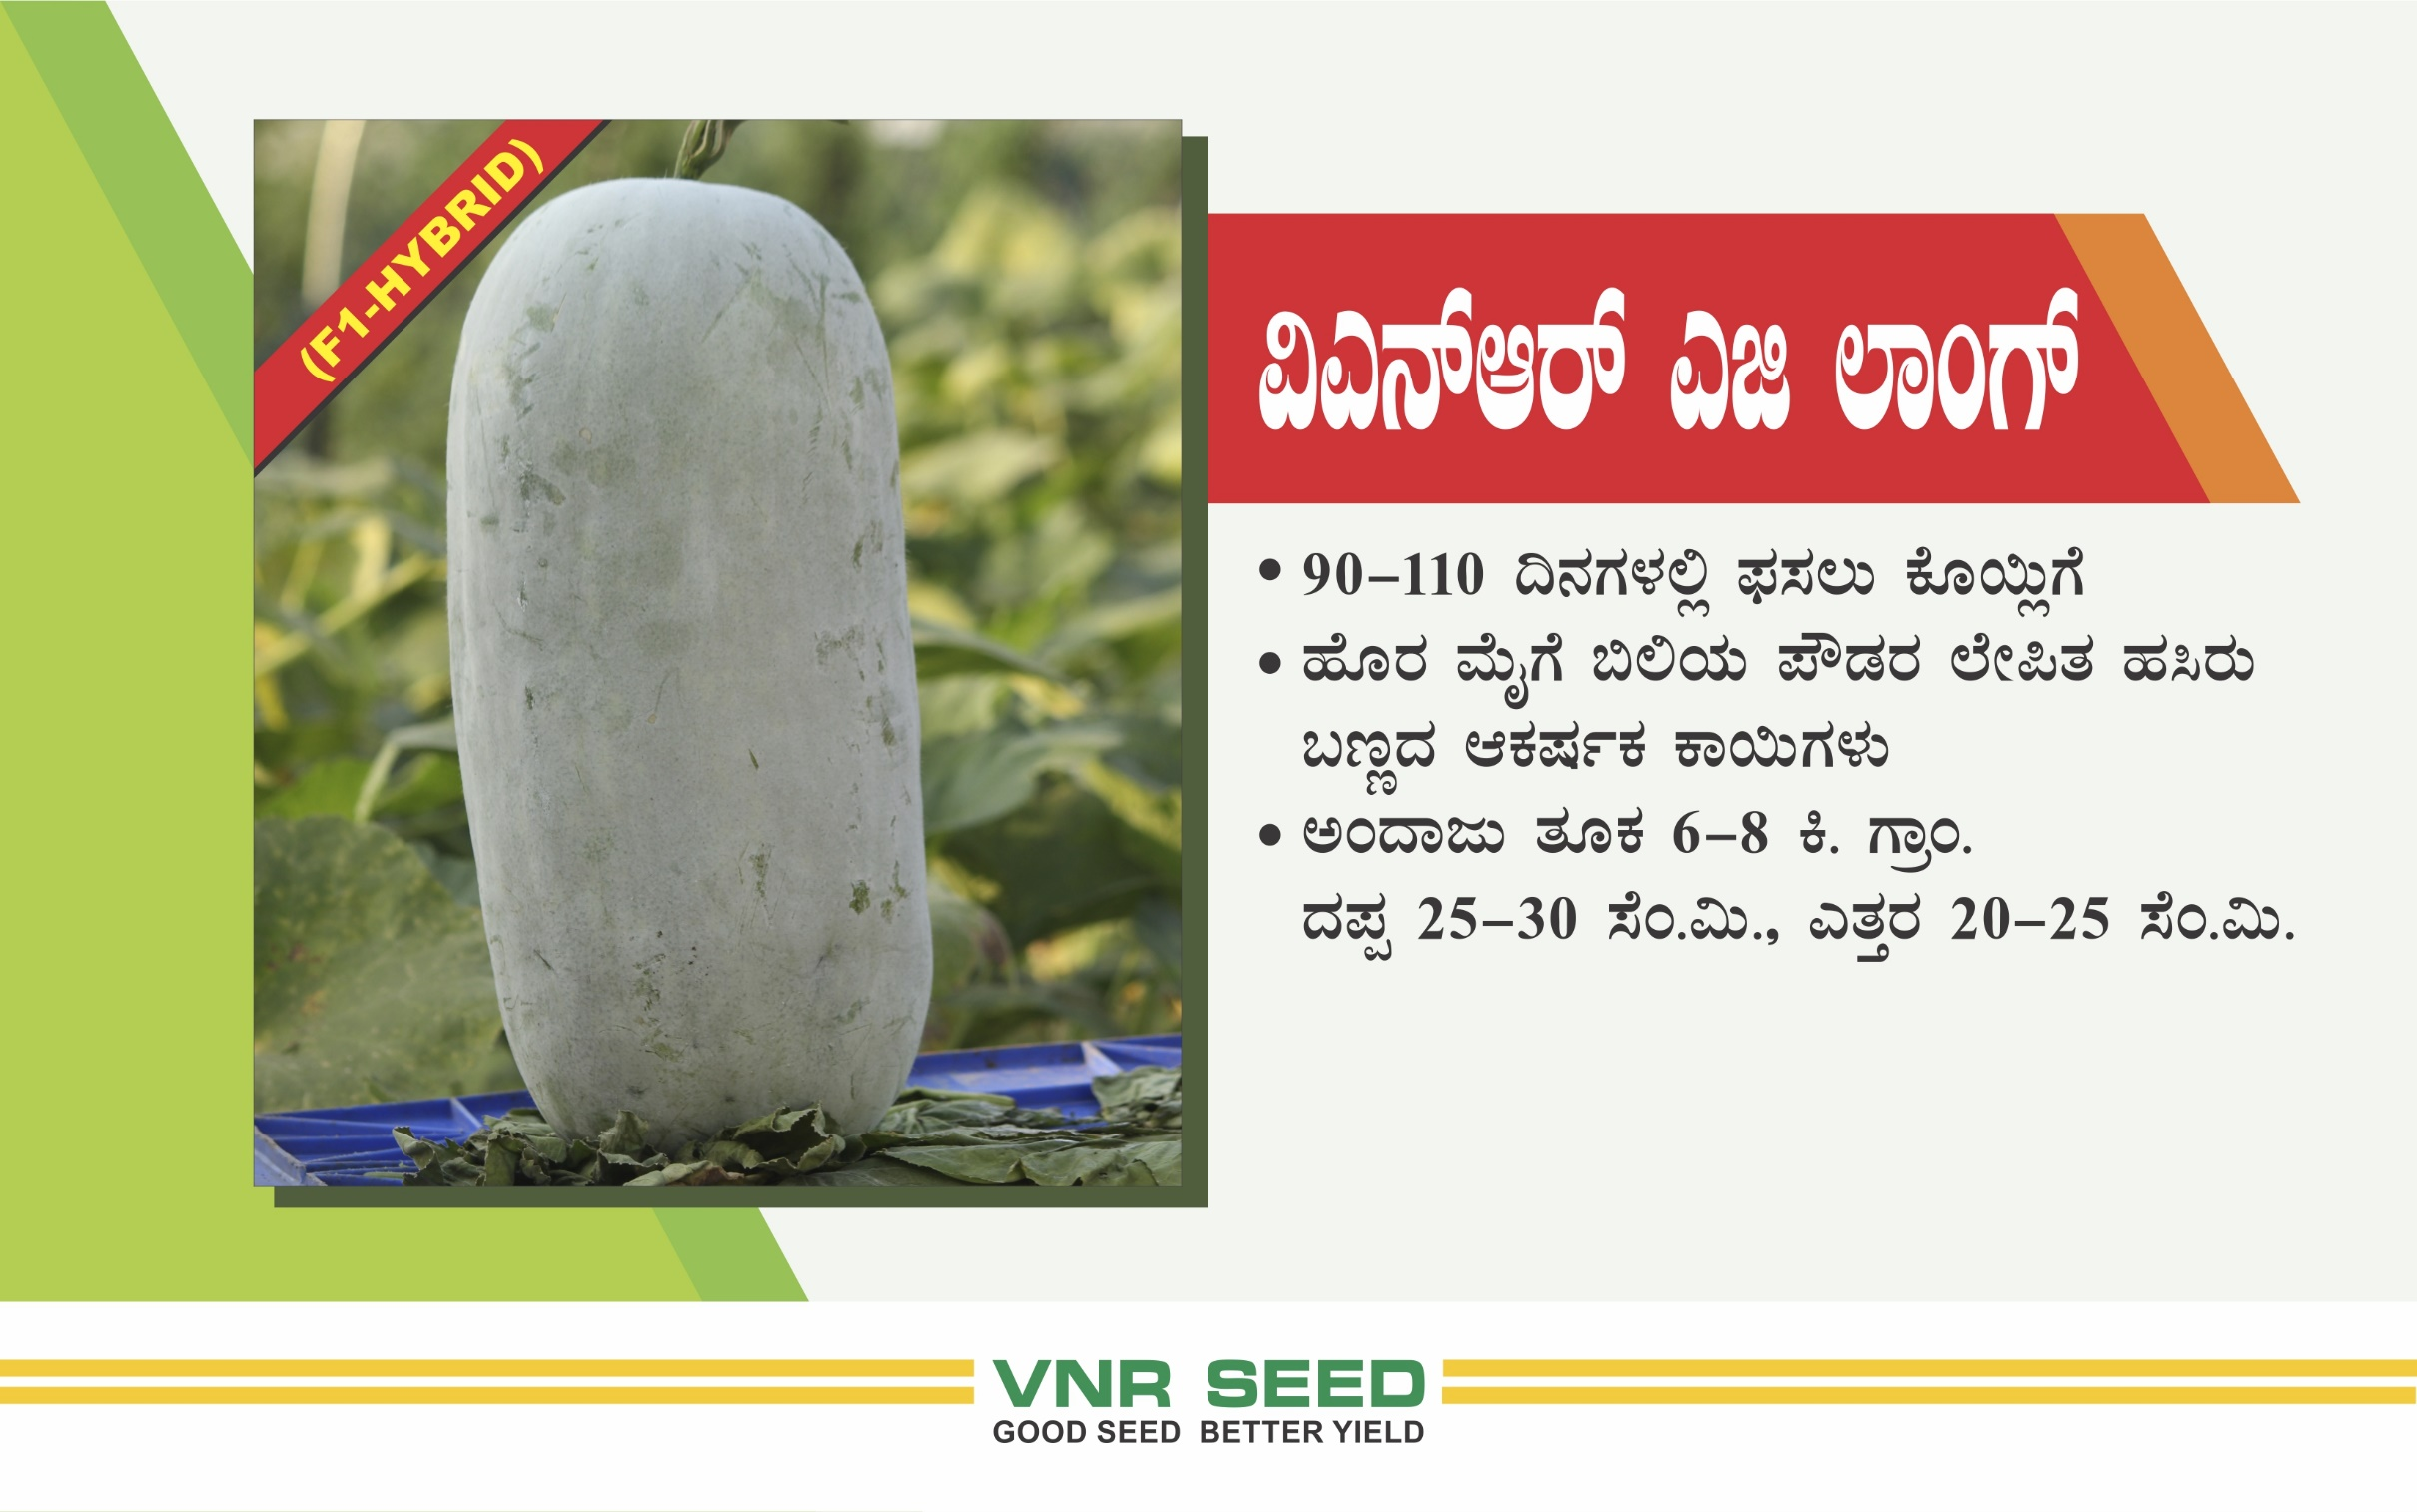 (F1-HYBRID))
ವಿಎನ್ಆರ್ ಎಜಿ ಲಾಂಗ್
• 90–110 ದಿನಗಳಲ್ಲಿ ಫಸಲು ಕೊಯ್ಲಿಗೆ
• ಹೊರ ಮೈಗೆ ಬಿಲಿಯ ಪೌಡರ ಲೇಪಿತ ಹಸಿರು
ಬಣ್ಣದ ಆಕರ್ಷಕ ಕಾಯಿಗಳು
• ಅಂದಾಜು ತೂಕ 6–8 ಕಿ. ಗ್ರಾಂ.
ದಪ್ಪ 25–30 ಸೆಂ.ಮಿ., ಎತ್ತರ 20–25 ಸೆಂ.ಮಿ.
VNR SEED
GOOD SEED BETTER YIELD